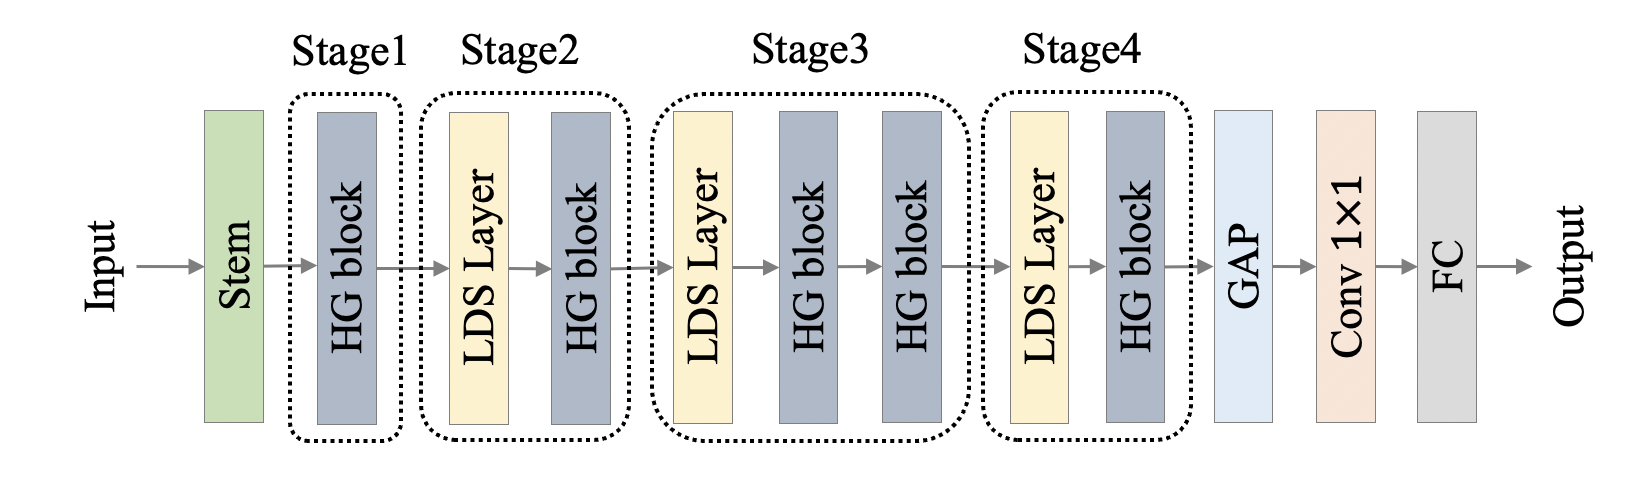 Stage1
Stage2
Stage3
Stage4
Input
Stem
HG block
LDS Layer
HG block
LDS Layer
HG block
HG block
LDS Layer
HG block
GAP
Conv 1×1
FC
Output